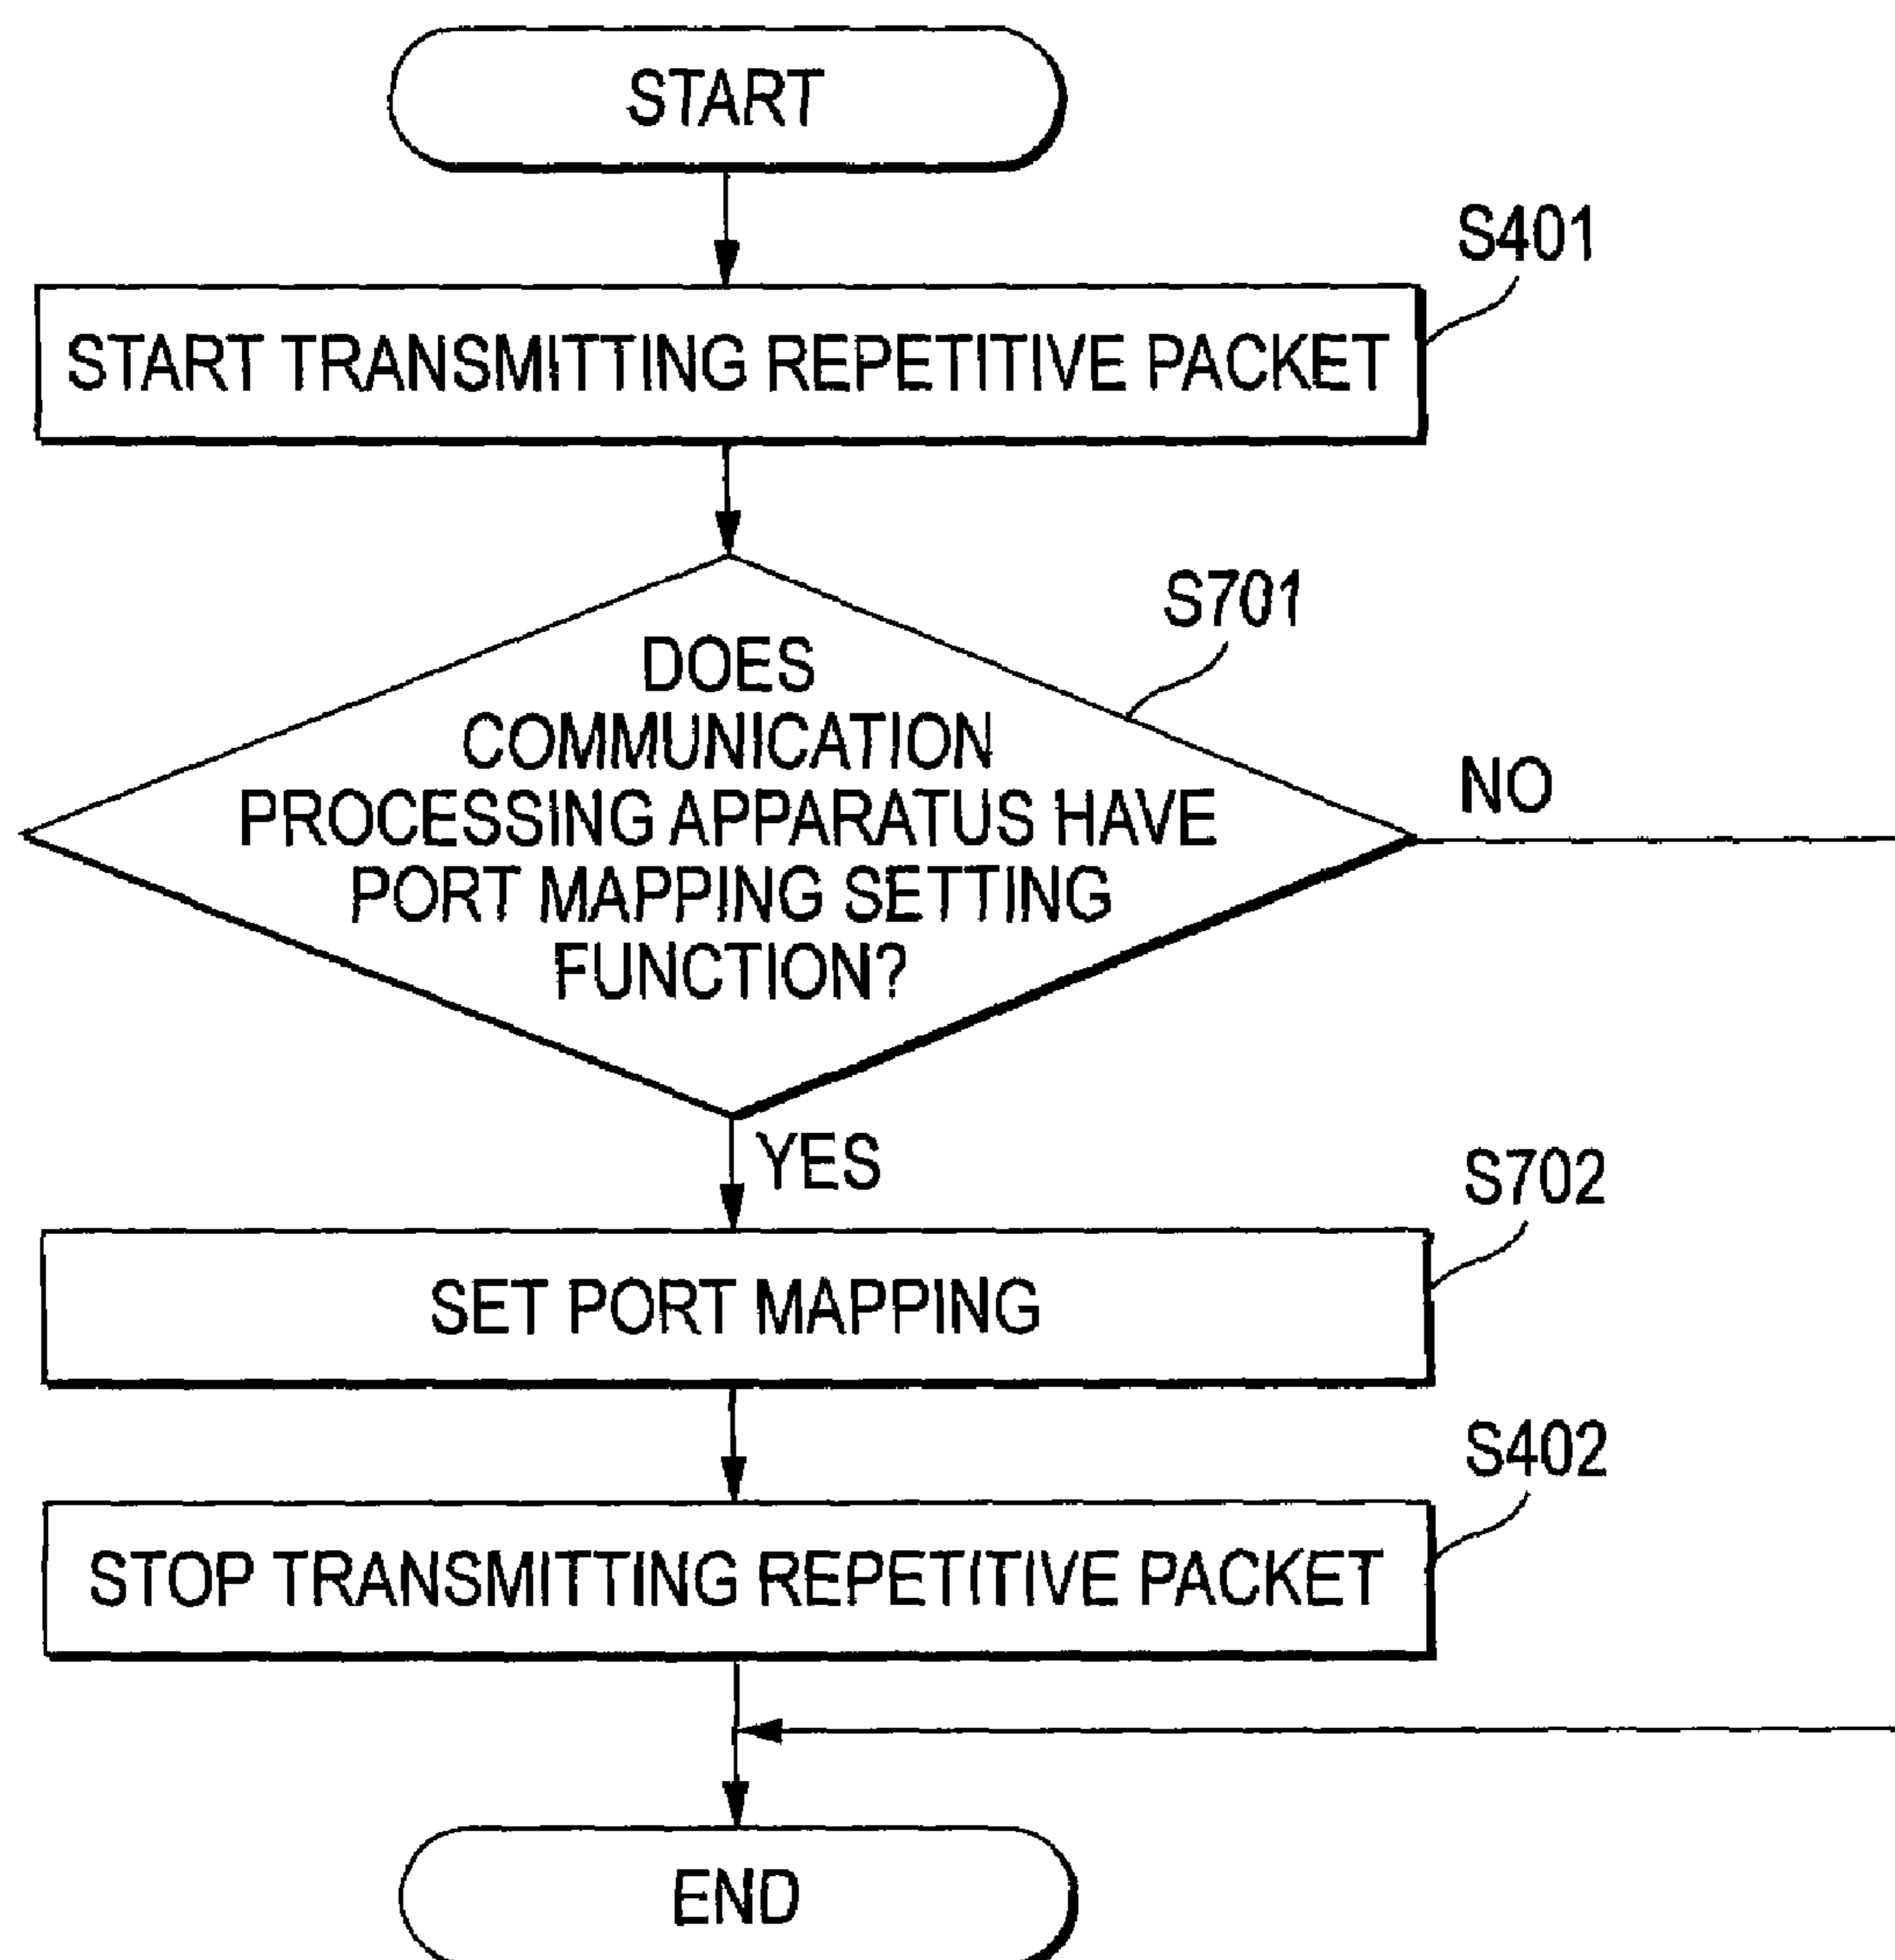 START
S401
START TRANSMITTING REPETITIVE PACKET
S701
DOES
COMMUNICATION
PROCESSING APPARATUS HAVE
PORT MAPPING SETTING
FUNCTION?
NO
YES
S702
SET PORT MAPPING
S402
STOP TRANSMITTING REPETITIVE PACKET
END